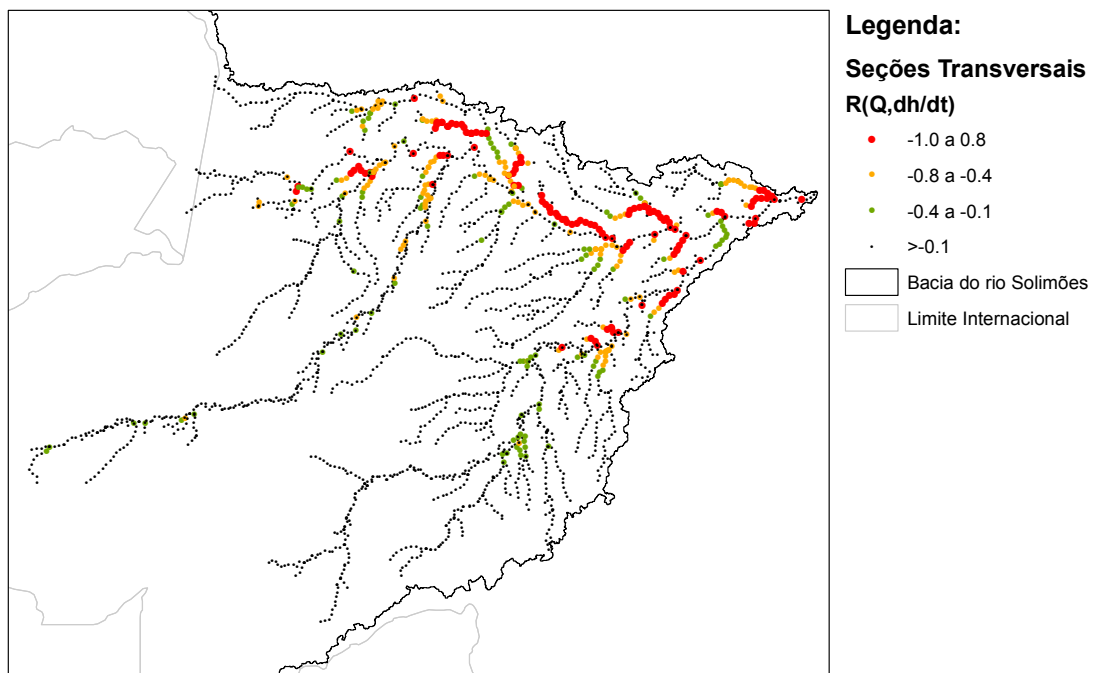 Legenda:
Seções Transversais
R(Q,dh/dt)
-1.0 a 0.8
-0.8 a -0.4
-0.4 a -0.1
>-0.1
Bacia do rio Solimões
Limite Internacional